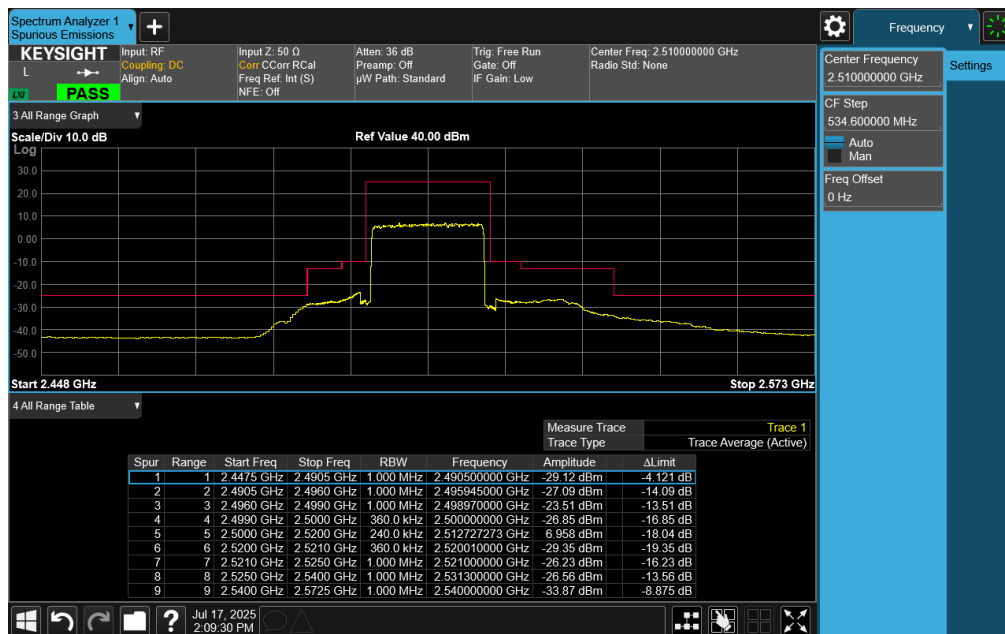 Spectrum Analyzer 1
Spurious Emissions
Frequency
KEYSIGHT
L
LXI
PASS
Input: RF
Coupling: DC
Align: Auto
Input Z: 50 Ω
Corr CCorr RCal
Freq Ref: Int (S)
NFE: Off
Atten: 36 dB
Preamp: Off
µW Path: Standard
Trig: Free Run
Gate: Off
IF Gain: Low
Center Freq: 2.510000000 GHz
Radio Std: None
Center Frequency
2.510000000 GHz
Settings
CF Step
534.600000 MHz
Auto
Man
Freq Offset
0 Hz
3 All Range Graph
Scale/Div 10.0 dB
Ref Value 40.00 dBm
Log
30.0
20.0
10.0
0.00
-10.0
-20.0
-30.0
-40.0
-50.0
Start 2.448 GHz
Stop 2.573 GHz
4 All Range Table
Measure Trace Trace 1
Trace Type Trace Average (Active)
Spur Range Start Freq Stop Freq RBW Frequency Amplitude ΔLimit
1 1 2.4475 GHz 2.4905 GHz 1.000 MHz 2.490500000 GHz -29.12 dBm -4.121 dB
2 2 2.4905 GHz 2.4960 GHz 1.000 MHz 2.495945000 GHz -27.09 dBm -14.09 dB
3 3 2.4960 GHz 2.4990 GHz 1.000 MHz 2.498970000 GHz -23.51 dBm -13.51 dB
4 4 2.4990 GHz 2.5000 GHz 360.0 kHz 2.500000000 GHz -26.85 dBm -16.85 dB
5 5 2.5000 GHz 2.5200 GHz 240.0 kHz 2.512727273 GHz 6.958 dBm -18.04 dB
6 6 2.5200 GHz 2.5210 GHz 360.0 kHz 2.520010000 GHz -29.35 dBm -19.35 dB
7 7 2.5210 GHz 2.5250 GHz 1.000 MHz 2.521000000 GHz -26.23 dBm -16.23 dB
8 8 2.5250 GHz 2.5400 GHz 1.000 MHz 2.531300000 GHz -26.56 dBm -13.56 dB
9 9 2.5400 GHz 2.5725 GHz 1.000 MHz 2.540000000 GHz -33.87 dBm -8.875 dB
Jul 17, 2025
2:09:30 PM